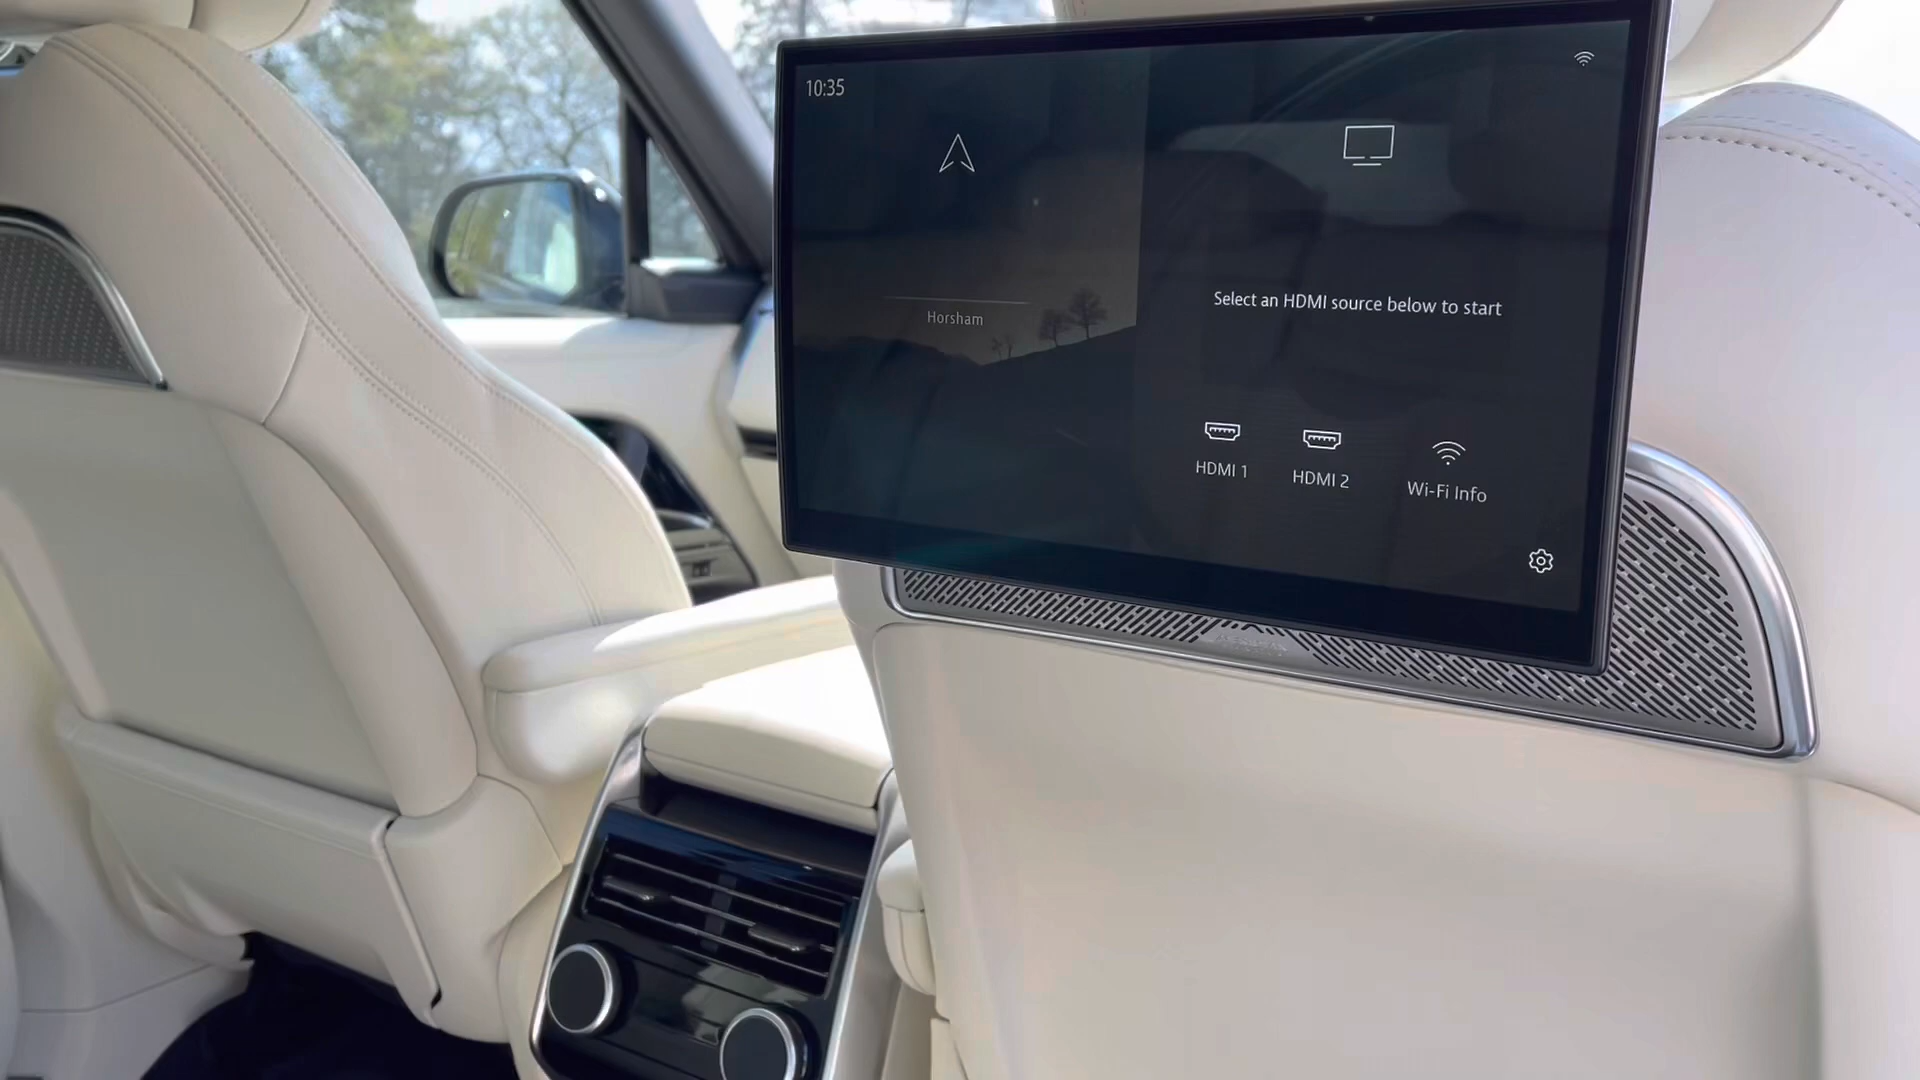 10:35
Horsham
Select an HDMI source below to start
HDMI 1
HDMI 2
Wi-Fi Info